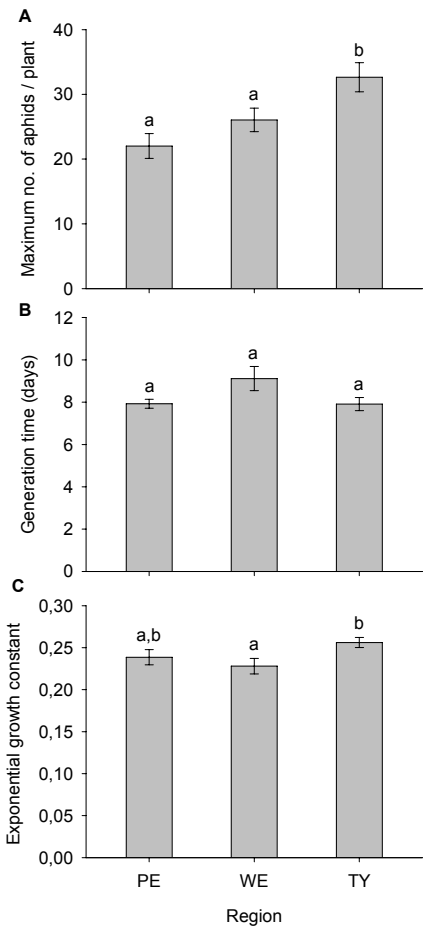 A
Maximum no. of aphids / plant
40
30
20
10
0
a
a
b
B
Generation time (days)
12
10
8
6
4
2
0
a
a
a
C
Exponential growth constant
0,30
0,25
0,20
0,15
0,10
0,05
0,00
a,b
a
b
PE WE TY
Region